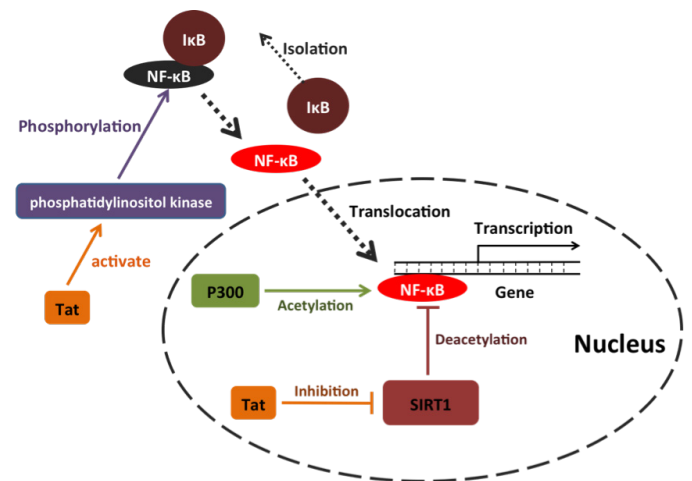 IκB
Isolation
NF-κB
IκB
Phosphorylation
NF-κB
phosphatidylinositol kinase
Translocation
Transcription
activate
P300
NF-κB
Gene
Acetylation
Tat
Deacetylation
Nucleus
Inhibition
Tat
SIRT1